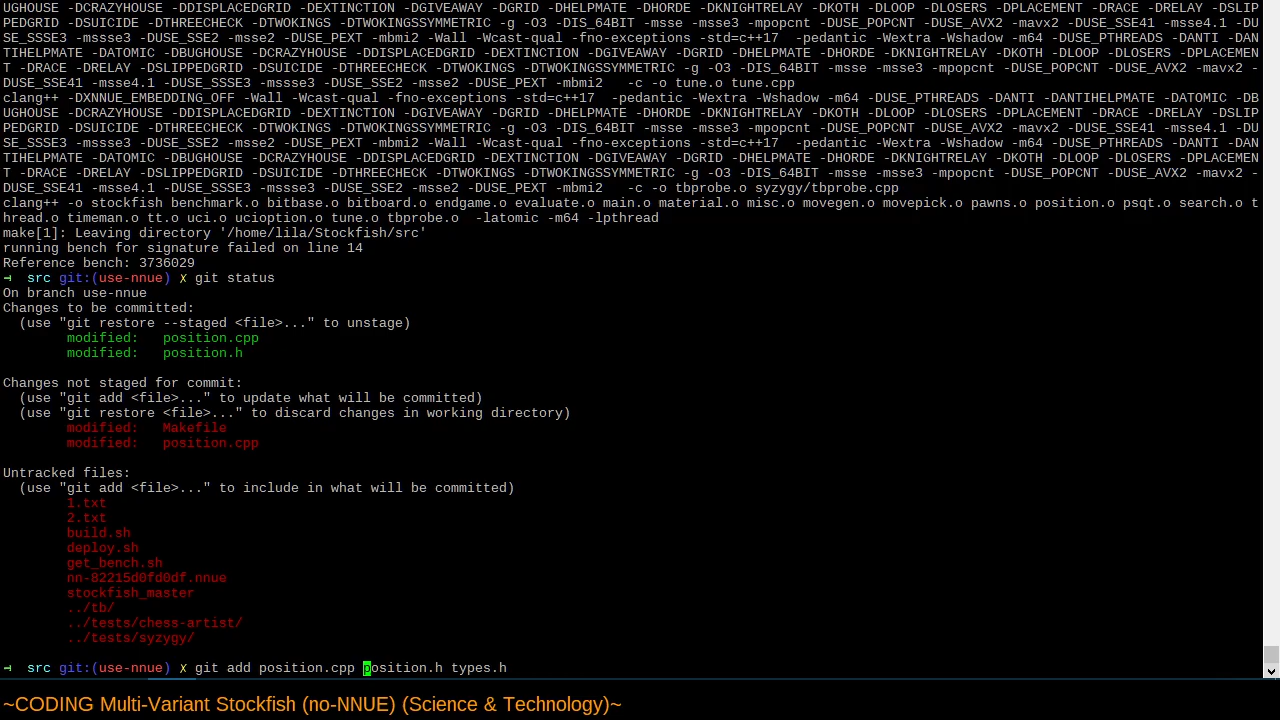 UGHOUSE -DCRAZYHOUSE -DDISPLACEDGRID -DEXTINCTION -DGIVEAWAY -DGRID -DHELPMATE -DHORDE -DKNIGHTRELAY -DKOTH -DLOOP -DLOSERS -DPLACEMENT -DRACE -DRELAY -DSLIP
PEDGRID -DSUICIDE -DTHREECHECK -DTWOKINGS -DTWOKINGSSYMMETRIC -g -O3 -DIS_64BIT -msse -msse3 -mpopcnt -DUSE_POPCNT -DUSE_AVX2 -mavx2 -DUSE_SSE41 -msse4.1 -DU
SE_SSSE3 -mssse3 -DUSE_SSE2 -msse2 -DUSE_PEXT -mbmi2 -Wall -Wcast-qual -fno-exceptions -std=c++17  -pedantic -Wextra -Wshadow -m64 -DUSE_PTHREADS -DANTI -DAN
TIHELPMATE -DATOMIC -DBUGHOUSE -DCRAZYHOUSE -DDISPLACEDGRID -DEXTINCTION -DGIVEAWAY -DGRID -DHELPMATE -DHORDE -DKNIGHTRELAY -DKOTH -DLOOP -DLOSERS -DPLACEMEN
T -DRACE -DRELAY -DSLIPPEDGRID -DSUICIDE -DTHREECHECK -DTWOKINGS -DTWOKINGSSYMMETRIC -g -O3 -DIS_64BIT -msse -msse3 -mpopcnt -DUSE_POPCNT -DUSE_AVX2 -mavx2 -
DUSE_SSE41 -msse4.1 -DUSE_SSSE3 -mssse3 -DUSE_SSE2 -msse2 -DUSE_PEXT -mbmi2   -c -o tune.o tune.cpp
clang++ -DXNNUE_EMBEDDING_OFF -Wall -Wcast-qual -fno-exceptions -std=c++17  -pedantic -Wextra -Wshadow -m64 -DUSE_PTHREADS -DANTI -DANTIHELPMATE -DATOMIC -DB
UGHOUSE -DCRAZYHOUSE -DDISPLACEDGRID -DEXTINCTION -DGIVEAWAY -DGRID -DHELPMATE -DHORDE -DKNIGHTRELAY -DKOTH -DLOOP -DLOSERS -DPLACEMENT -DRACE -DRELAY -DSLIP
PEDGRID -DSUICIDE -DTHREECHECK -DTWOKINGS -DTWOKINGSSYMMETRIC -g -O3 -DIS_64BIT -msse -msse3 -mpopcnt -DUSE_POPCNT -DUSE_AVX2 -mavx2 -DUSE_SSE41 -msse4.1 -DU
SE_SSSE3 -mssse3 -DUSE_SSE2 -msse2 -DUSE_PEXT -mbmi2 -Wall -Wcast-qual -fno-exceptions -std=c++17  -pedantic -Wextra -Wshadow -m64 -DUSE_PTHREADS -DANTI -DAN
TIHELPMATE -DATOMIC -DBUGHOUSE -DCRAZYHOUSE -DDISPLACEDGRID -DEXTINCTION -DGIVEAWAY -DGRID -DHELPMATE -DHORDE -DKNIGHTRELAY -DKOTH -DLOOP -DLOSERS -DPLACEMEN
T -DRACE -DRELAY -DSLIPPEDGRID -DSUICIDE -DTHREECHECK -DTWOKINGS -DTWOKINGSSYMMETRIC -g -O3 -DIS_64BIT -msse -msse3 -mpopcnt -DUSE_POPCNT -DUSE_AVX2 -mavx2 -
DUSE_SSE41 -msse4.1 -DUSE_SSSE3 -mssse3 -DUSE_SSE2 -msse2 -DUSE_PEXT -mbmi2   -c -o tbprobe.o syzygy/tbprobe.cpp
clang++ -o stockfish benchmark.o bitbase.o bitboard.o endgame.o evaluate.o main.o material.o misc.o movegen.o movepick.o pawns.o position.o psqt.o search.o t
hread.o timeman.o tt.o uci.o ucioption.o tune.o tbprobe.o  -latomic -m64 -lpthread
make[1]: Leaving directory '/home/lila/Stockfish/src'
running bench for signature failed on line 14
Reference bench: 3736029
⊣  src git:(use-nnue) ✗ git status
On branch use-nnue
Changes to be committed:
  (use "git restore --staged <file>..." to unstage)
        modified:   position.cpp
        modified:   position.h
Changes not staged for commit:
  (use "git add <file>..." to update what will be committed)
  (use "git restore <file>..." to discard changes in working directory)
        modified:   Makefile
        modified:   position.cpp
Untracked files:
  (use "git add <file>..." to include in what will be committed)
        1.txt
        2.txt
        build.sh
        deploy.sh
        get_bench.sh
        nn-82215d0fd0df.nnue
        stockfish_master
        ../tb/
        ../tests/chess-artist/
        ../tests/syzygy/
⊣  src git:(use-nnue) ✗ git add position.cpp position.h types.h
~CODING Multi-Variant Stockfish (no-NNUE) (Science & Technology)~